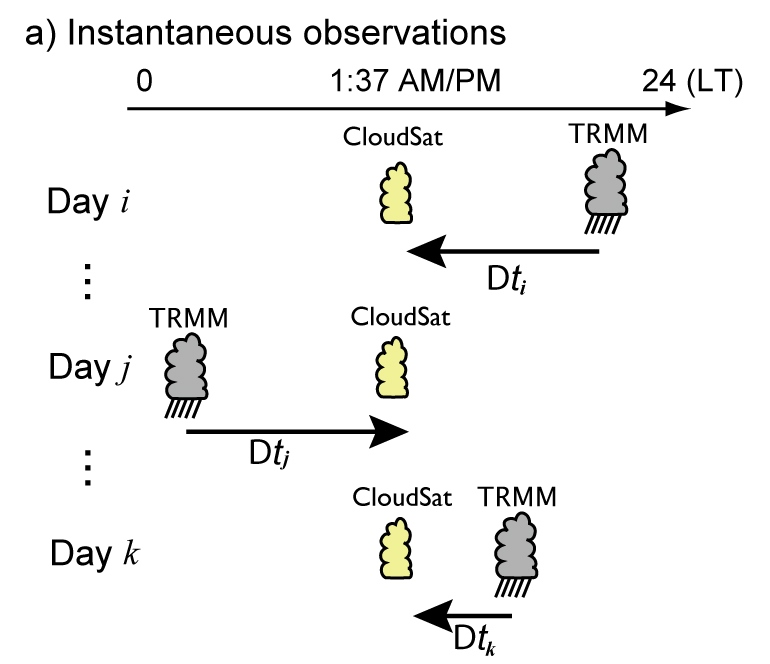 a) Instantaneous observations
0 1:37 AM/PM 24 (LT)
CloudSat TRMM
Day i
Dti
⋮
TRMM CloudSat
Day j
Dtj
⋮
CloudSat TRMM
Day k
Dtk